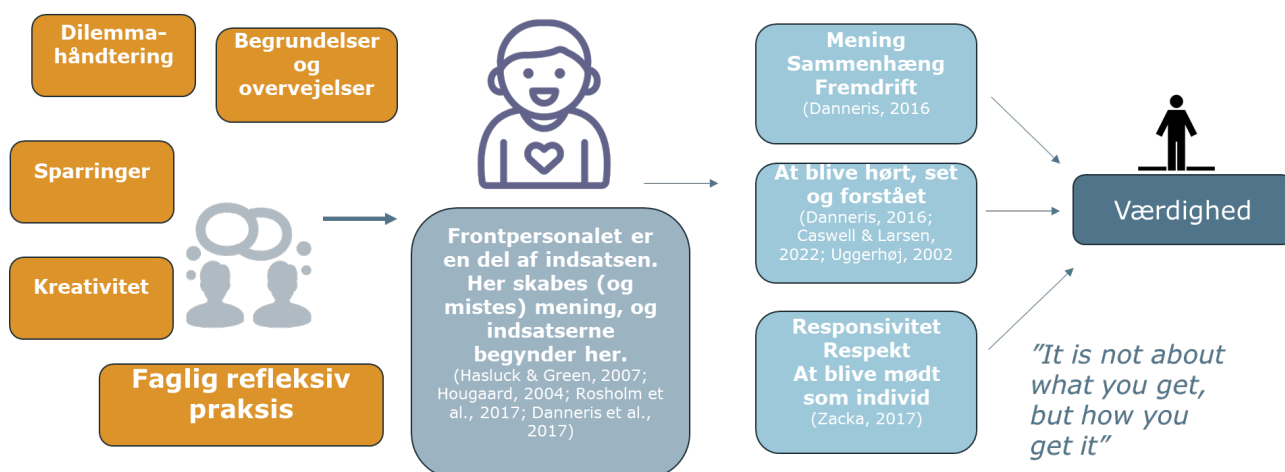 Dilemma-
håndtering
Begrundelser
og
overvejelser
Sparringer
Kreativitet
Faglig refleksiv
praksis
Frontpersonalet er
en del af indsatsen.
Her skabes (og
mistes) mening, og
indsatserne
begynder her.
(Hasluck & Green, 2007;
Hougaard, 2004; Rosholm et
al., 2017; Danneris et al.,
2017)
Mening
Sammenhæng
Fremdrift
(Danneris, 2016
At blive hørt, set
og forstået
(Danneris, 2016;
Caswell & Larsen,
2022; Uggerhøj, 2002
Responsivitet
Respekt
At blive mødt
som individ
(Zacka, 2017)
Værdighed
"It is not about
what you get,
but how you
get it"